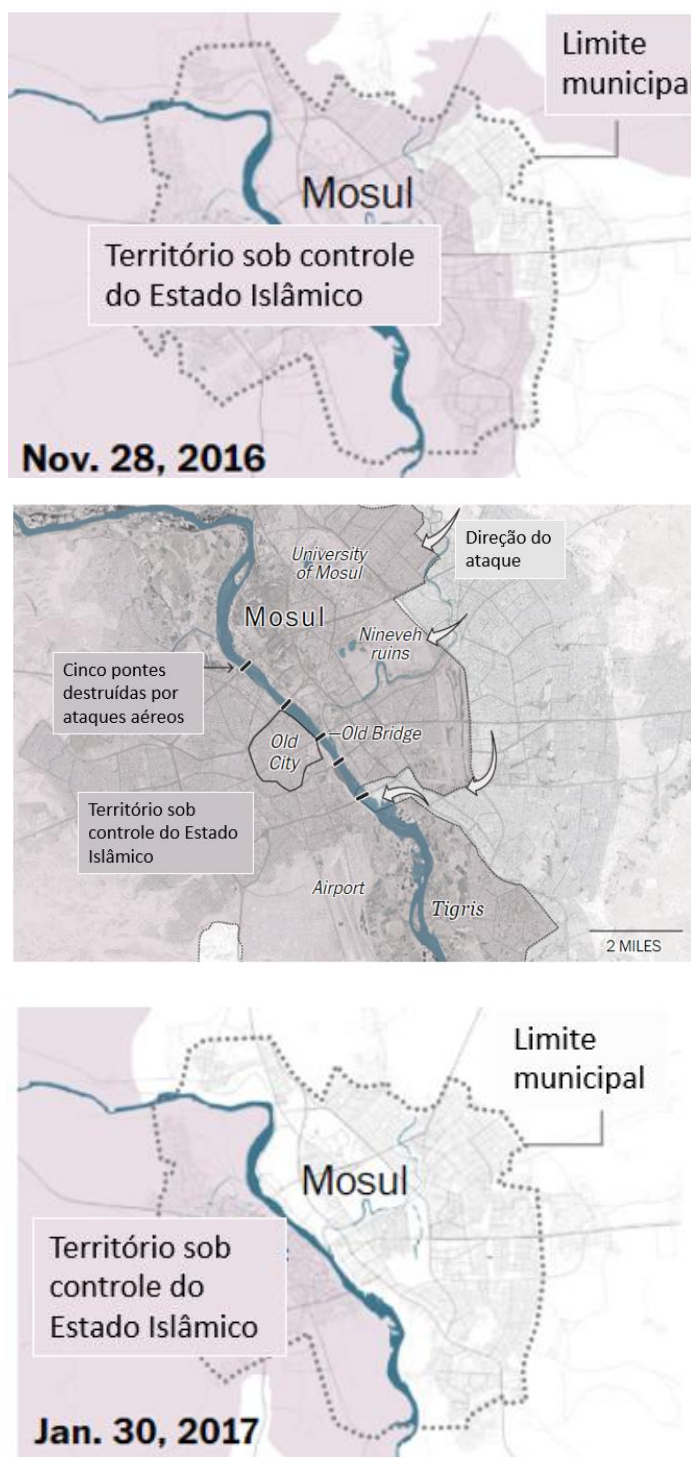 Limite
municipa
Mosul
Território sob controle
do Estado Islâmico
Nov. 28, 2016
University
of Mosul
Direção do
ataque
Mosul
Nineveh
ruins
Cinco pontes
destruídas por
ataques aéreos
Old Bridge
Old
City
Território sob
controle do Estado
Islâmico
Airport
Tigris
2 MILES
Limite
municipal
Mosul
Território sob
controle do
Estado Islâmico
Jan. 30, 2017